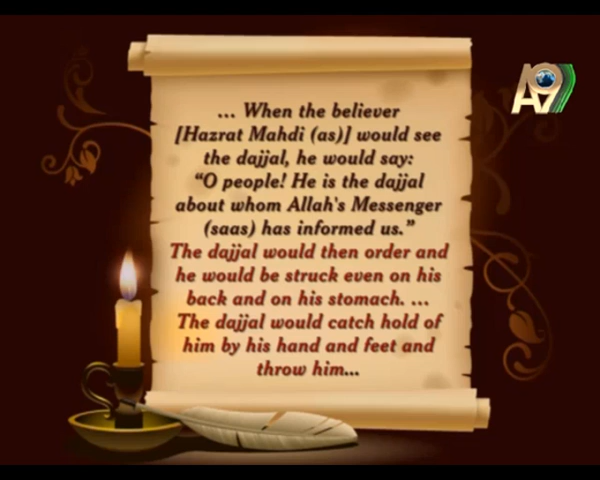 A9
... When the believer
[Hazrat Mahdi (as)] would see
the dajjal, he would say:
“O people! He is the dajjal
about whom Allah's Messenger
(saas) has informed us.”
The dajjal would then order and
he would be struck even on his
back and on his stomach. ...
The dajjal would catch hold of
him by his hand and feet and
throw him...